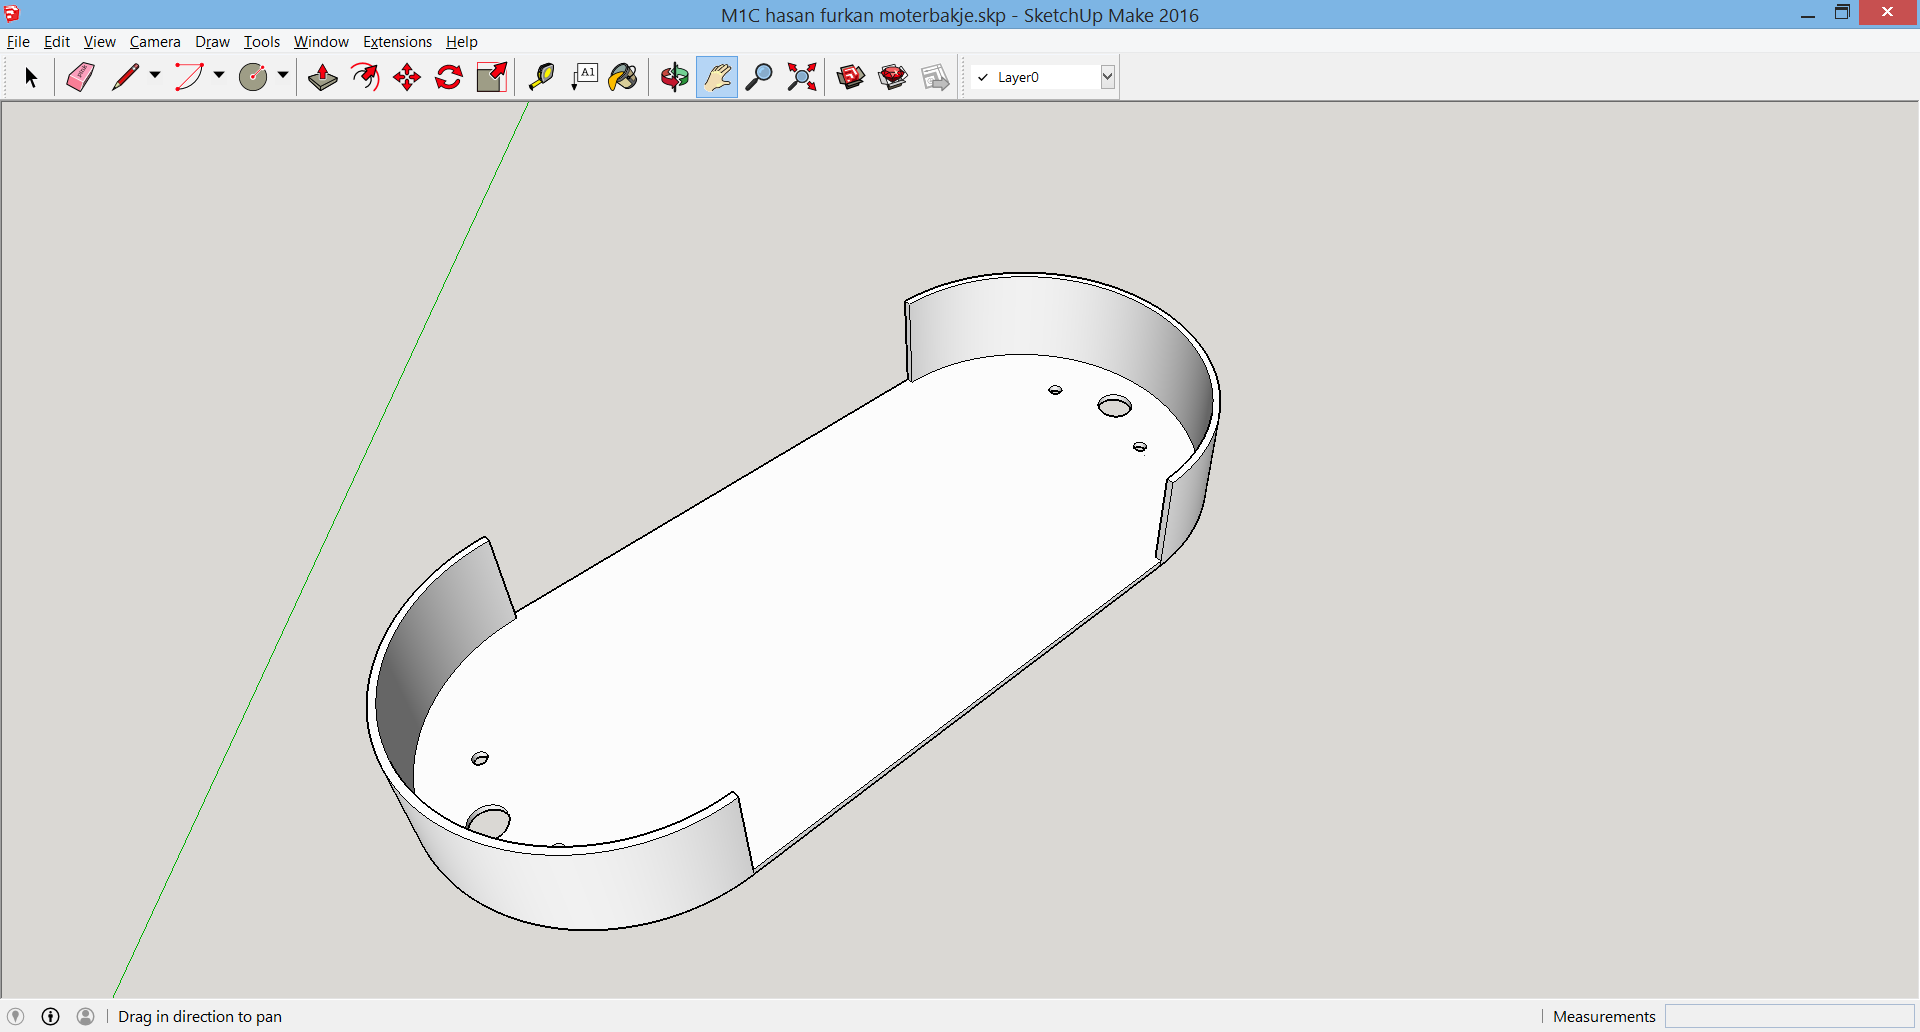 M1C hasan furkan moterbakje.skp - SketchUp Make 2016
File Edit View Camera Draw Tools Window Extensions Help
A1
Layer0
Drag in direction to pan
Measurements